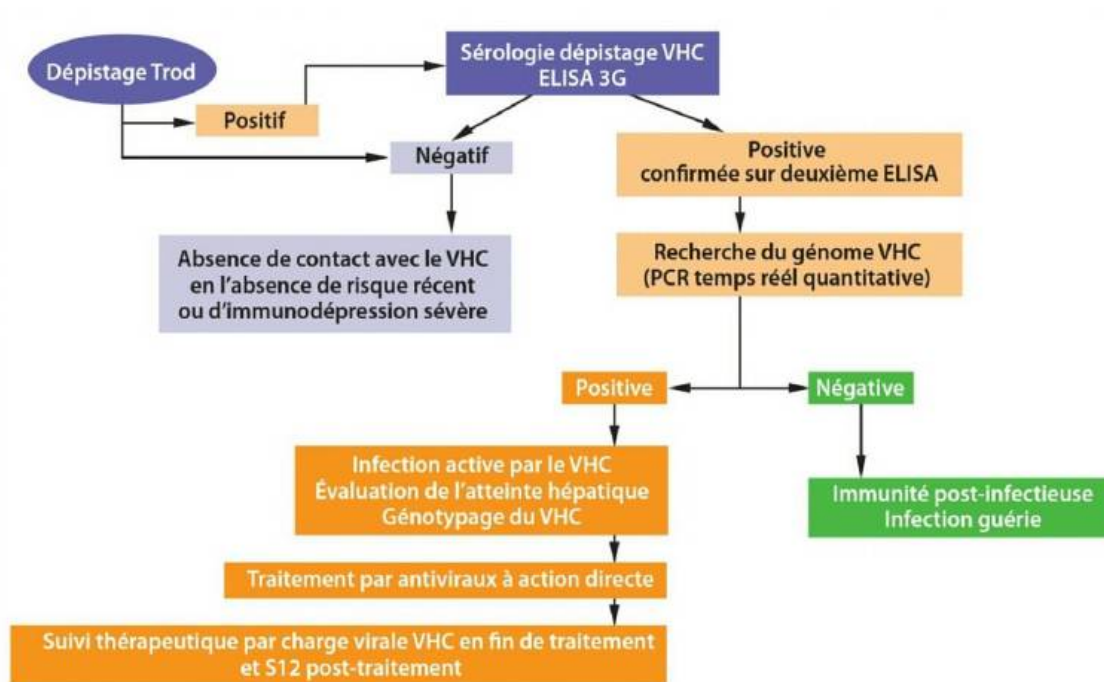 Dépistage Trod
Sérologie dépistage VHC
ELISA 3G
Positif
Négatif
Positive
confirmée sur deuxième ELISA
Absence de contact avec le VHC
en l'absence de risque récent
ou d'immunodépression sévère
Recherche du génome VHC
(PCR temps réél quantitative)
Positive
Négative
Infection active par le VHC
Évaluation de l'atteinte hépatique
Génotypage du VHC
Immunité post-infectieuse
Infection guérie
Traitement par antiviraux à action directe
Suivi thérapeutique par charge virale VHC en fin de traitement
et S12 post-traitement